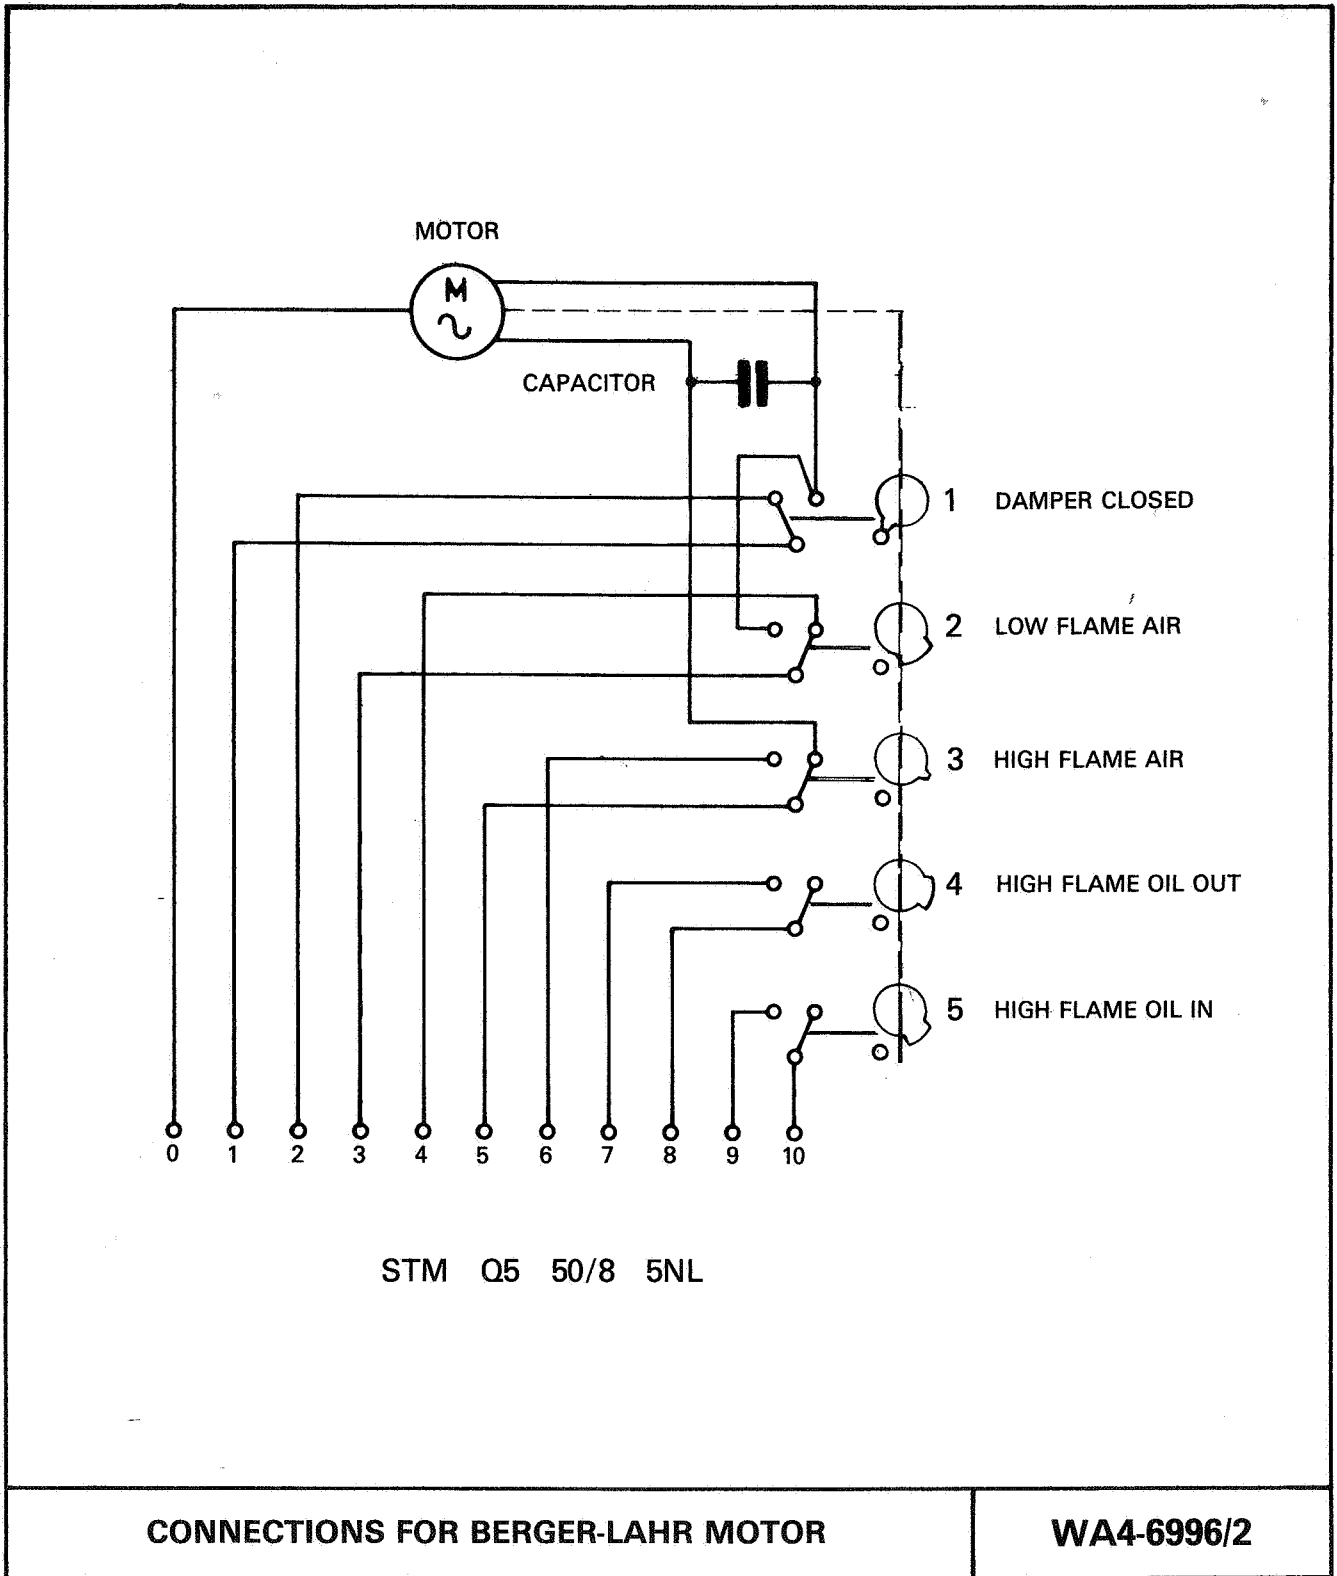 MOTOR
M
CAPACITOR
1 DAMPER CLOSED
2 LOW FLAME AIR
3 HIGH FLAME AIR
4 HIGH FLAME OIL OUT
5 HIGH FLAME OIL IN
0 1 2 3 4 5 6 7 8 9 10
STM Q5 50/8 5NL
CONNECTIONS FOR BERGER-LAHR MOTOR
WA4-6996/2